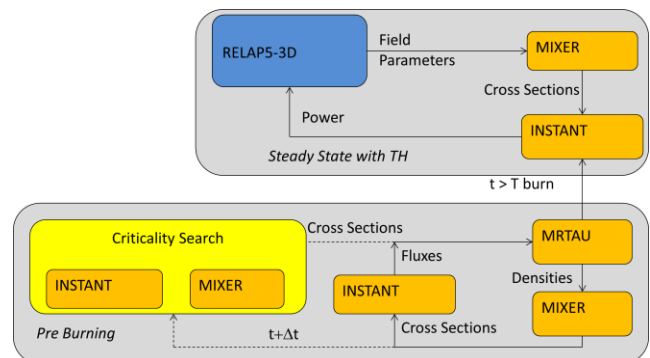 RELAP5-3D
Field
Parameters
MIXER
Cross Sections
Power
INSTANT
Steady State with TH
t > T burn
Criticality Search
Cross Sections
MRTAU
Fluxes
Densities
INSTANT
MIXER
INSTANT
MIXER
Pre Burning
t+Δt
Cross Sections